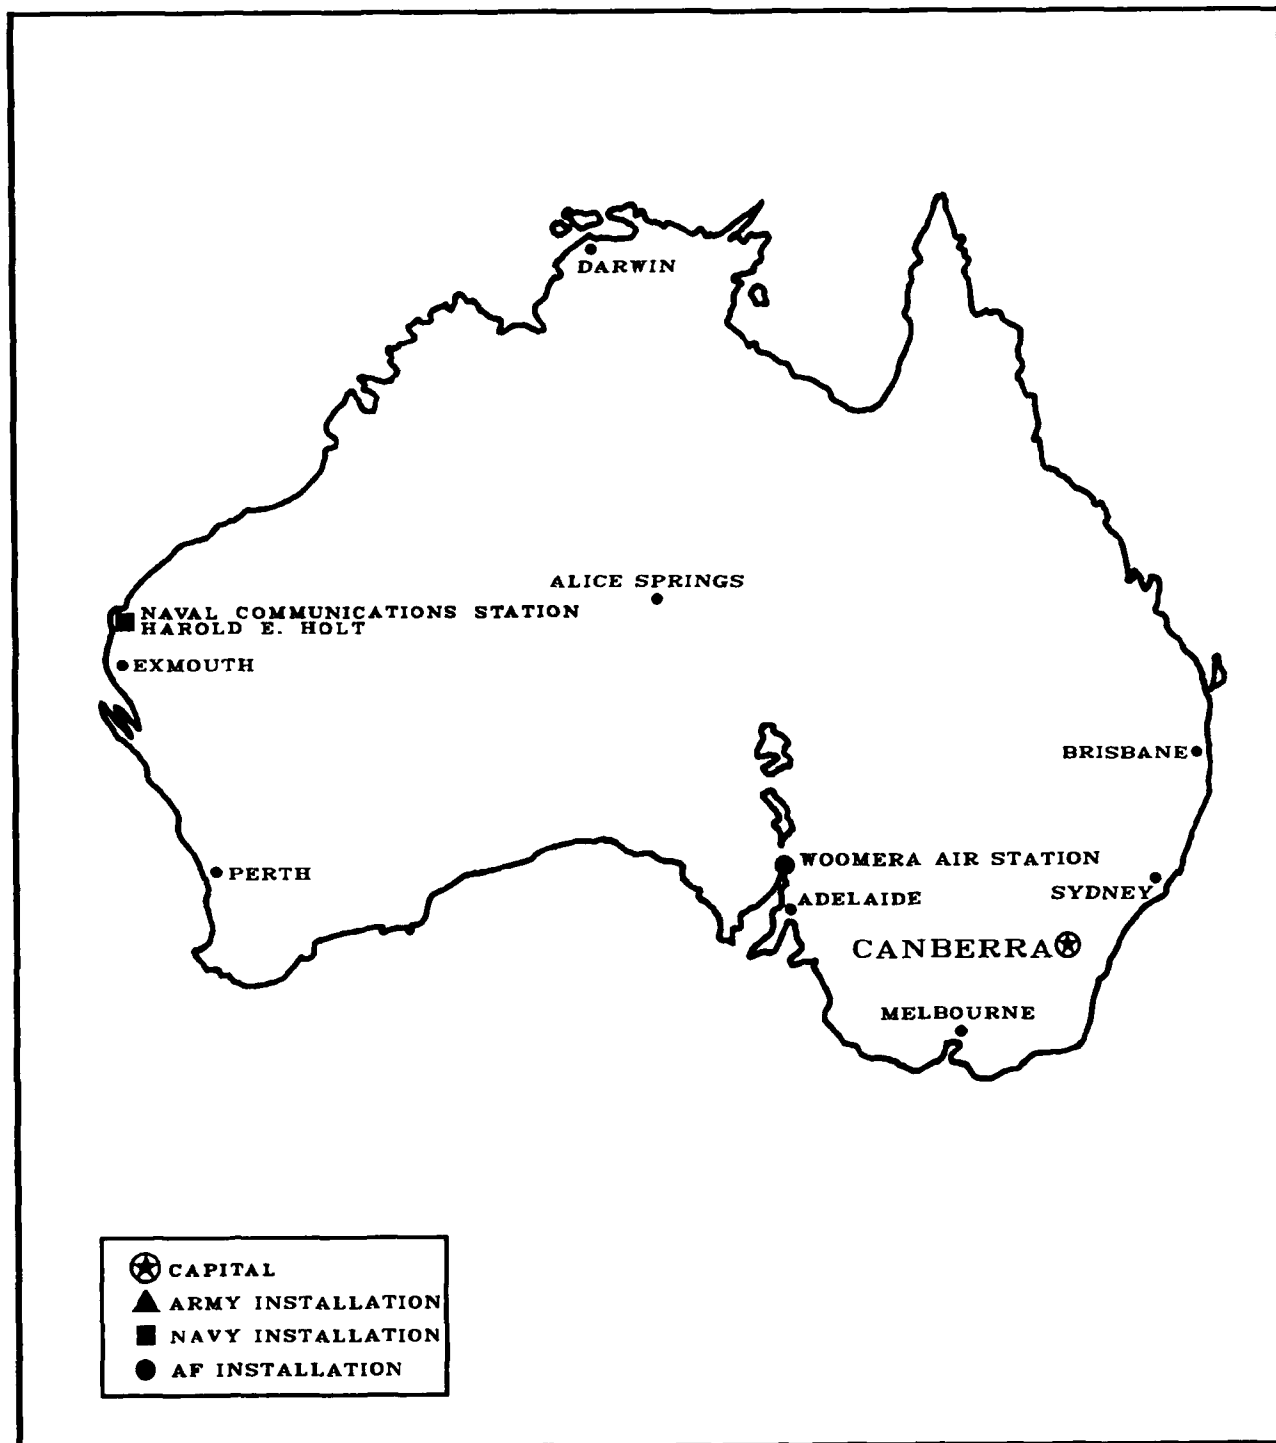 DARWIN
ALICE SPRINGS
NAVAL COMMUNICATIONS STATION
HAROLD E. HOLT
EXMOUTH
BRISBANE
WOOMERA AIR STATION
PERTH
SYDNEY
ADELAIDE
CANBERRA
MELBOURNE
CAPITAL
ARMY INSTALLATION
NAVY INSTALLATION
AF INSTALLATION